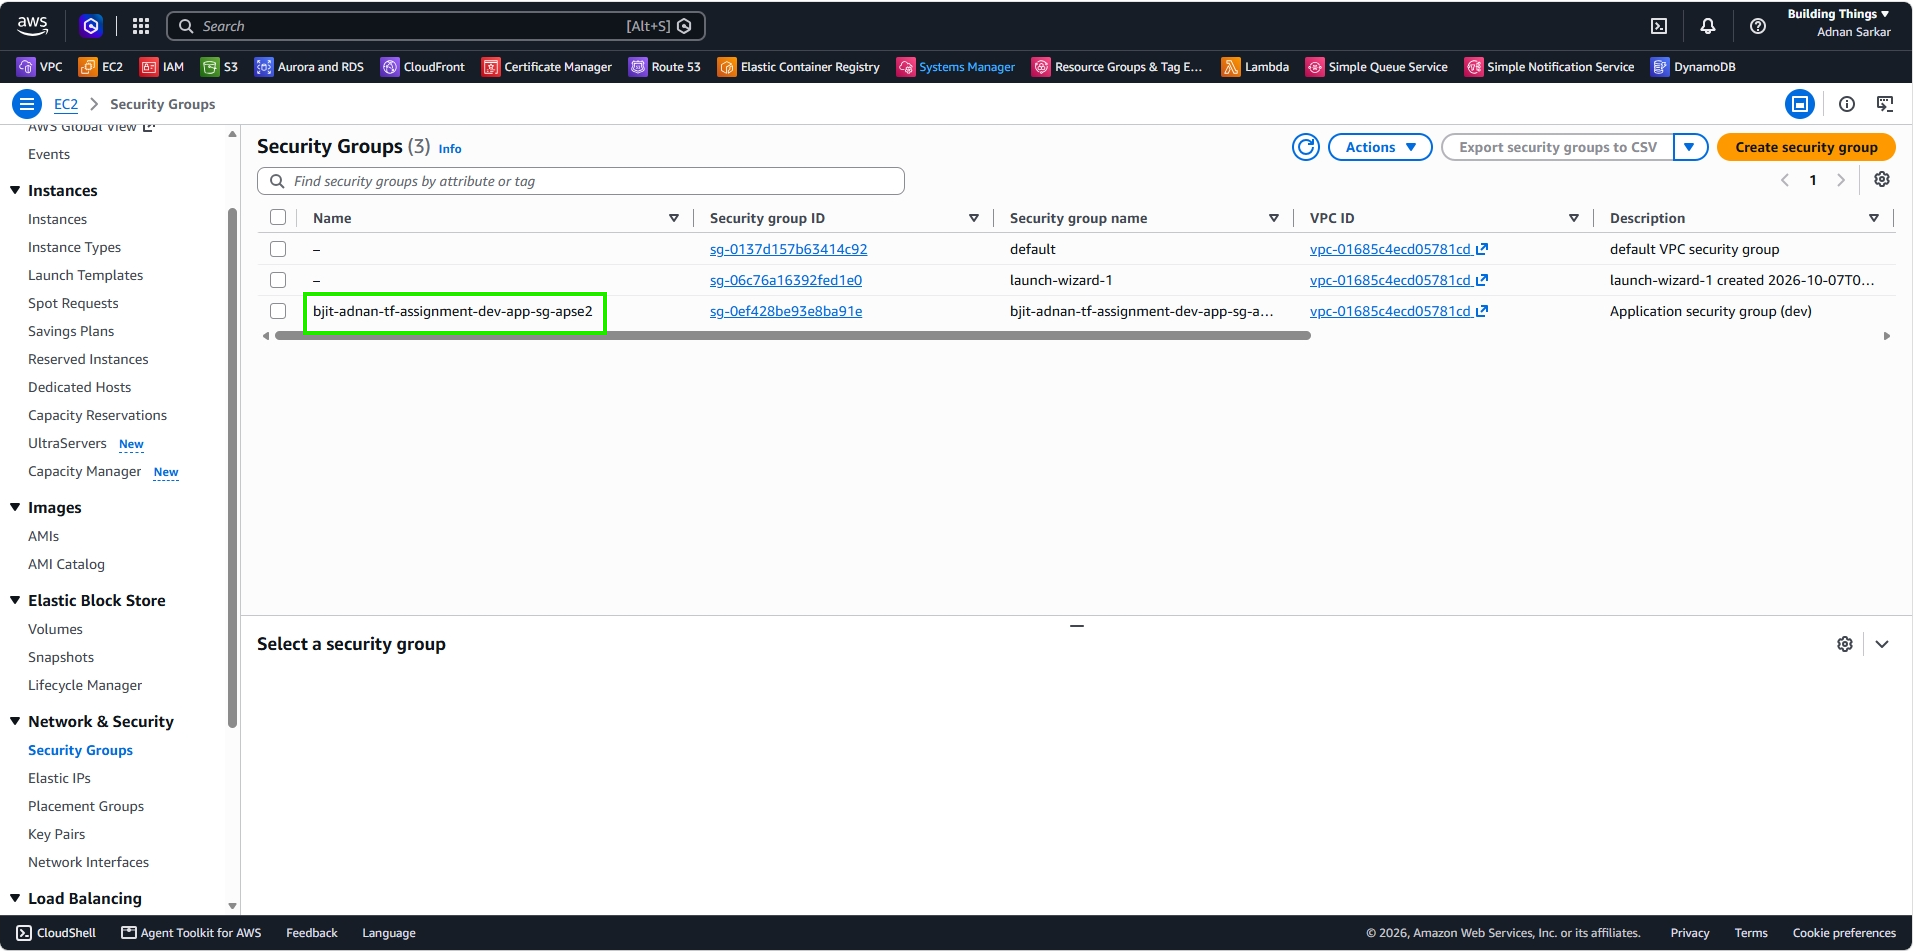 aws
Search [Alt+S]
Building Things ▼
Adnan Sarkar
VPC EC2 IAM S3 Aurora and RDS CloudFront Certificate Manager Route 53 Elastic Container Registry Systems Manager Resource Groups & Tag E... Lambda Simple Queue Service Simple Notification Service DynamoDB
EC2 > Security Groups
AWS Global View
Events
Instances
Instances
Instance Types
Launch Templates
Spot Requests
Savings Plans
Reserved Instances
Dedicated Hosts
Capacity Reservations
UltraServers New
Capacity Manager New
Images
AMIs
AMI Catalog
Elastic Block Store
Volumes
Snapshots
Lifecycle Manager
Network & Security
Security Groups
Elastic IPs
Placement Groups
Key Pairs
Network Interfaces
Load Balancing
Security Groups (3) Info
Actions Export security groups to CSV Create security group
Find security groups by attribute or tag
1
Name Security group ID Security group name VPC ID Description
– sg-0137d157b63414c92 default vpc-01685c4ecd05781cd default VPC security group
– sg-06c76a16392fed1e0 launch-wizard-1 vpc-01685c4ecd05781cd launch-wizard-1 created 2026-10-07T0...
bjit-adnan-tf-assignment-dev-app-sg-apse2 sg-0ef428be93e8ba91e bjit-adnan-tf-assignment-dev-app-sg-a... vpc-01685c4ecd05781cd Application security group (dev)
Select a security group
CloudShell Agent Toolkit for AWS Feedback Language
© 2026, Amazon Web Services, Inc. or its affiliates. Privacy Terms Cookie preferences